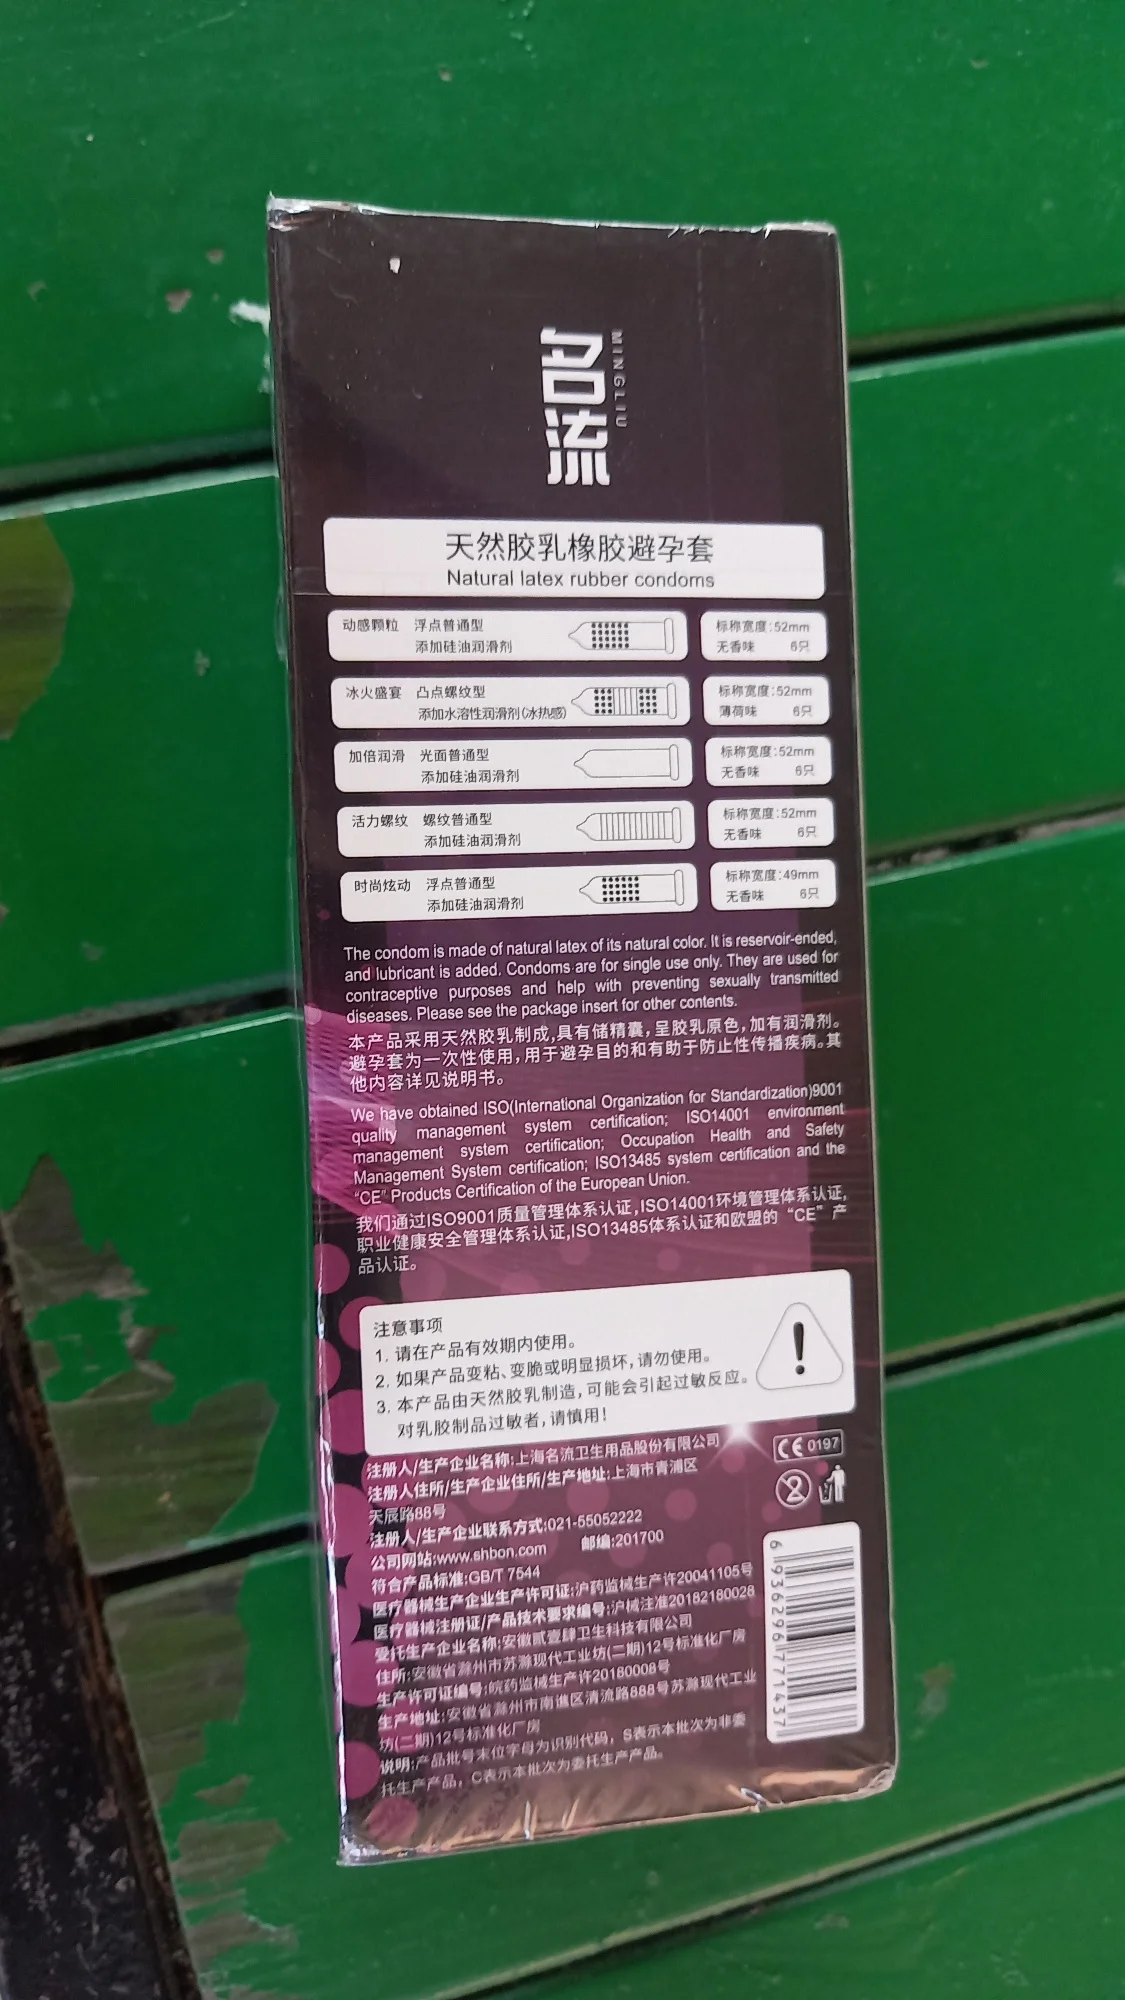 名流
MINGLIU
天然胶乳橡胶避孕套
Natural latex rubber condoms
动感颗粒 浮点普通型
添加硅油润滑剂
标称宽度:52mm
无香味 6只
冰火盛宴 凸点螺纹型
添加水溶性润滑剂(冰热感)
标称宽度:52mm
薄荷味 6只
加倍润滑 光面普通型
添加硅油润滑剂
标称宽度:52mm
无香味 6只
活力螺纹 螺纹普通型
添加硅油润滑剂
标称宽度:52mm
无香味 6只
时尚炫动 浮点普通型
添加硅油润滑剂
标称宽度:49mm
无香味 6只
The condom is made of natural latex of its natural color. It is reservoir-ended,
and lubricant is added. Condoms are for single use only. They are used for
contraceptive purposes and help with preventing sexually transmitted
diseases. Please see the package insert for other contents.
本产品采用天然胶乳制成,具有储精囊,呈胶乳原色,加有润滑剂。
避孕套为一次性使用,用于避孕目的和有助于防止性传播疾病。其
他内容详见说明书。
We have obtained ISO(International Organization for Standardization)9001
quality management system certification; ISO14001 environment
management system certification; Occupation Health and Safety
Management System certification; ISO13485 system certification and the
"CE" Products Certification of the European Union.
我们通过ISO9001质量管理体系认证,ISO14001环境管理体系认证,
职业健康安全管理体系认证,ISO13485体系认证和欧盟的“CE”产
品认证。
注意事项
1. 请在产品有效期内使用。
2. 如果产品变粘、变脆或明显损坏,请勿使用。
3. 本产品由天然胶乳制造,可能会引起过敏反应。
对乳胶制品过敏者,请慎用!
注册人/生产企业名称:上海名流卫生用品股份有限公司
注册人住所/生产企业住所/生产地址:上海市青浦区
天辰路88号
注册人/生产企业联系方式:021-55052222
公司网站:www.shbon.com 邮编:201700
符合产品标准:GB/T 7544
医疗器械生产企业生产许可证:沪药监械生产许20041105号
医疗器械注册证/产品技术要求编号:沪械注准20182180028
受托生产企业名称:安徽贰壹肆卫生科技有限公司
住所:安徽省滁州市苏滁现代工业坊(二期)12号标准化厂房
生产许可证编号:皖药监械生产许20180008号
生产地址:安徽省滁州市南谯区清流路888号苏滁现代工业
坊(二期)12号标准化厂房
说明:产品批号末位字母为识别代码，S表示本批次为非委
托生产产品，C表示本批次为委托生产产品。
CE 0197
2
6936296771437